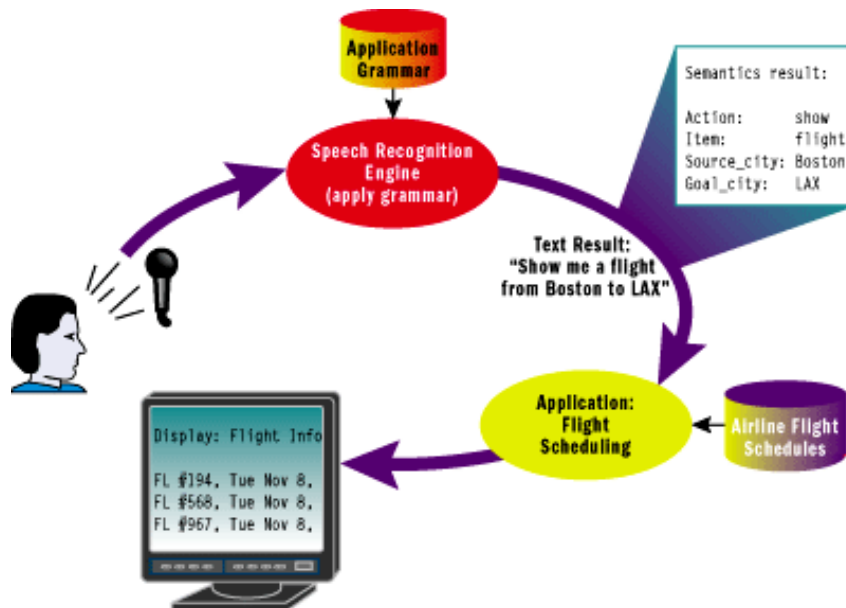 Application
Grammar
Speech Recognition
Engine
(apply grammar)
Semantics result:
Action: show
Item: flight
Source_city: Boston
Goal_city: LAX
Text Result:
“Show me a flight
from Boston to LAX”
Application:
Flight
Scheduling
Airline Flight
Schedules
Display: Flight Info
FL #194, Tue Nov 8,
FL #568, Tue Nov 8,
FL #967, Tue Nov 8,